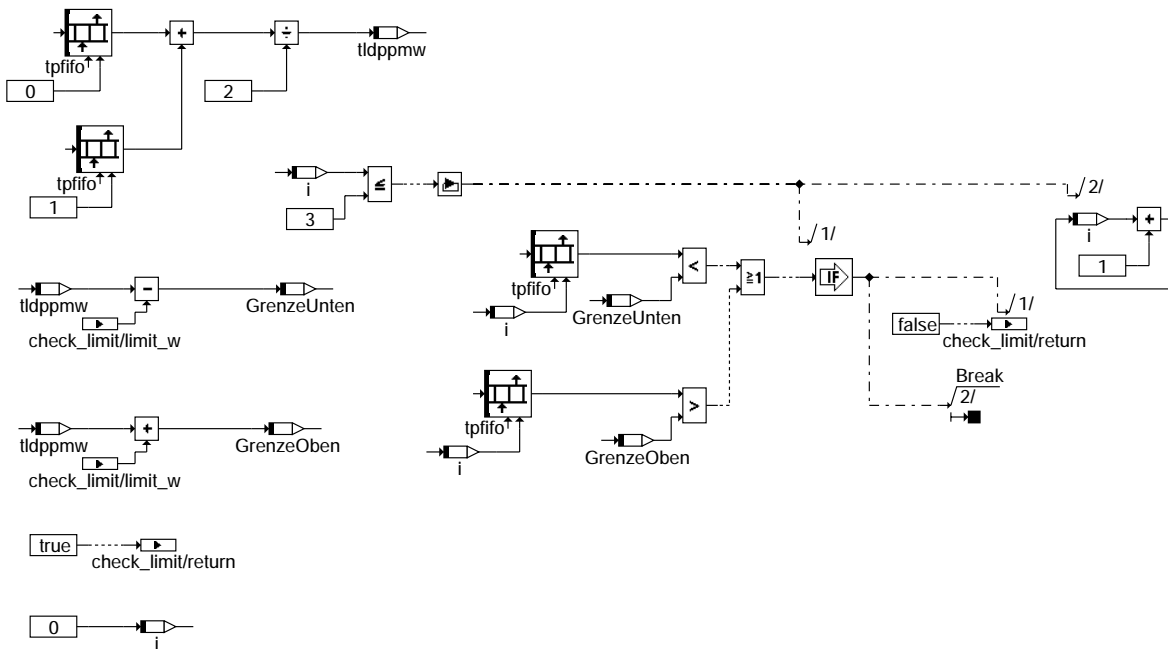 tpfifo
+
÷
tldppmw
0
2
tpfifo
1
i
3
≤
2/
i
+
1
1/
tpfifo
<
≧1
IF
GrenzeUnten
i
tldppmw
-
GrenzeUnten
check_limit/limit_w
false
1/
check_limit/return
Break
2/
tpfifo
>
GrenzeOben
i
tldppmw
+
GrenzeOben
check_limit/limit_w
true
check_limit/return
0
i